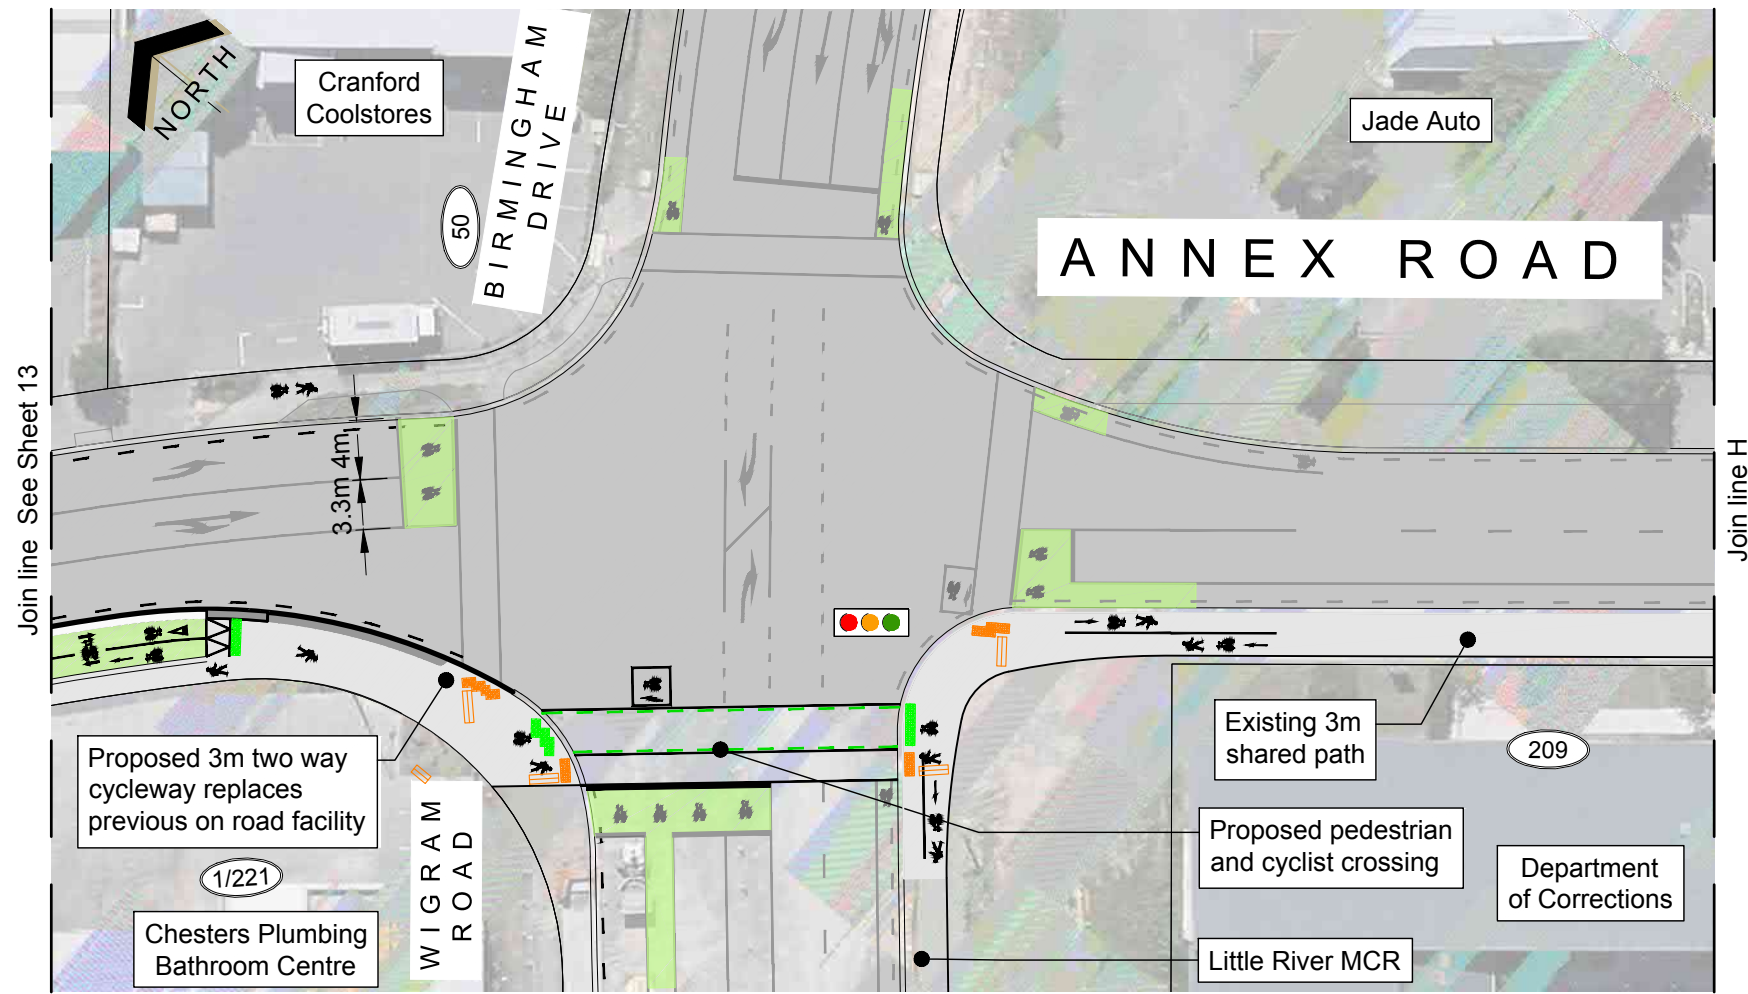 NORTH
Cranford
Coolstores
BIRMINGHAM
DRIVE
50
Jade Auto
ANNEX ROAD
Join line See Sheet 13
3.3m 4m
Join line H
Proposed 3m two way
cycleway replaces
previous on road facility
1/221
Chesters Plumbing
Bathroom Centre
WIGRAM
ROAD
Existing 3m
shared path
209
Proposed pedestrian
and cyclist crossing
Department
of Corrections
Little River MCR